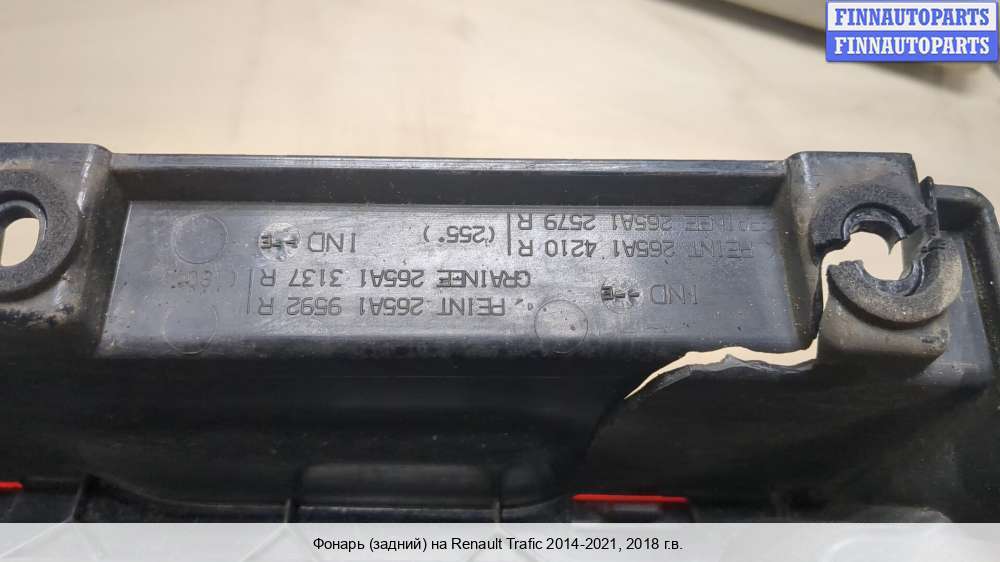 FINNAUTOPARTS
FINNAUTOPARTS
PEINT 265A1 9592 R
GRAINEE 265A1 3137 R
IND
PEINT 265A1 4210 R
GRAINEE 265A1 2579 R
(255°)
IND
Фонарь (задний) на Renault Trafic 2014-2021, 2018 г.в.